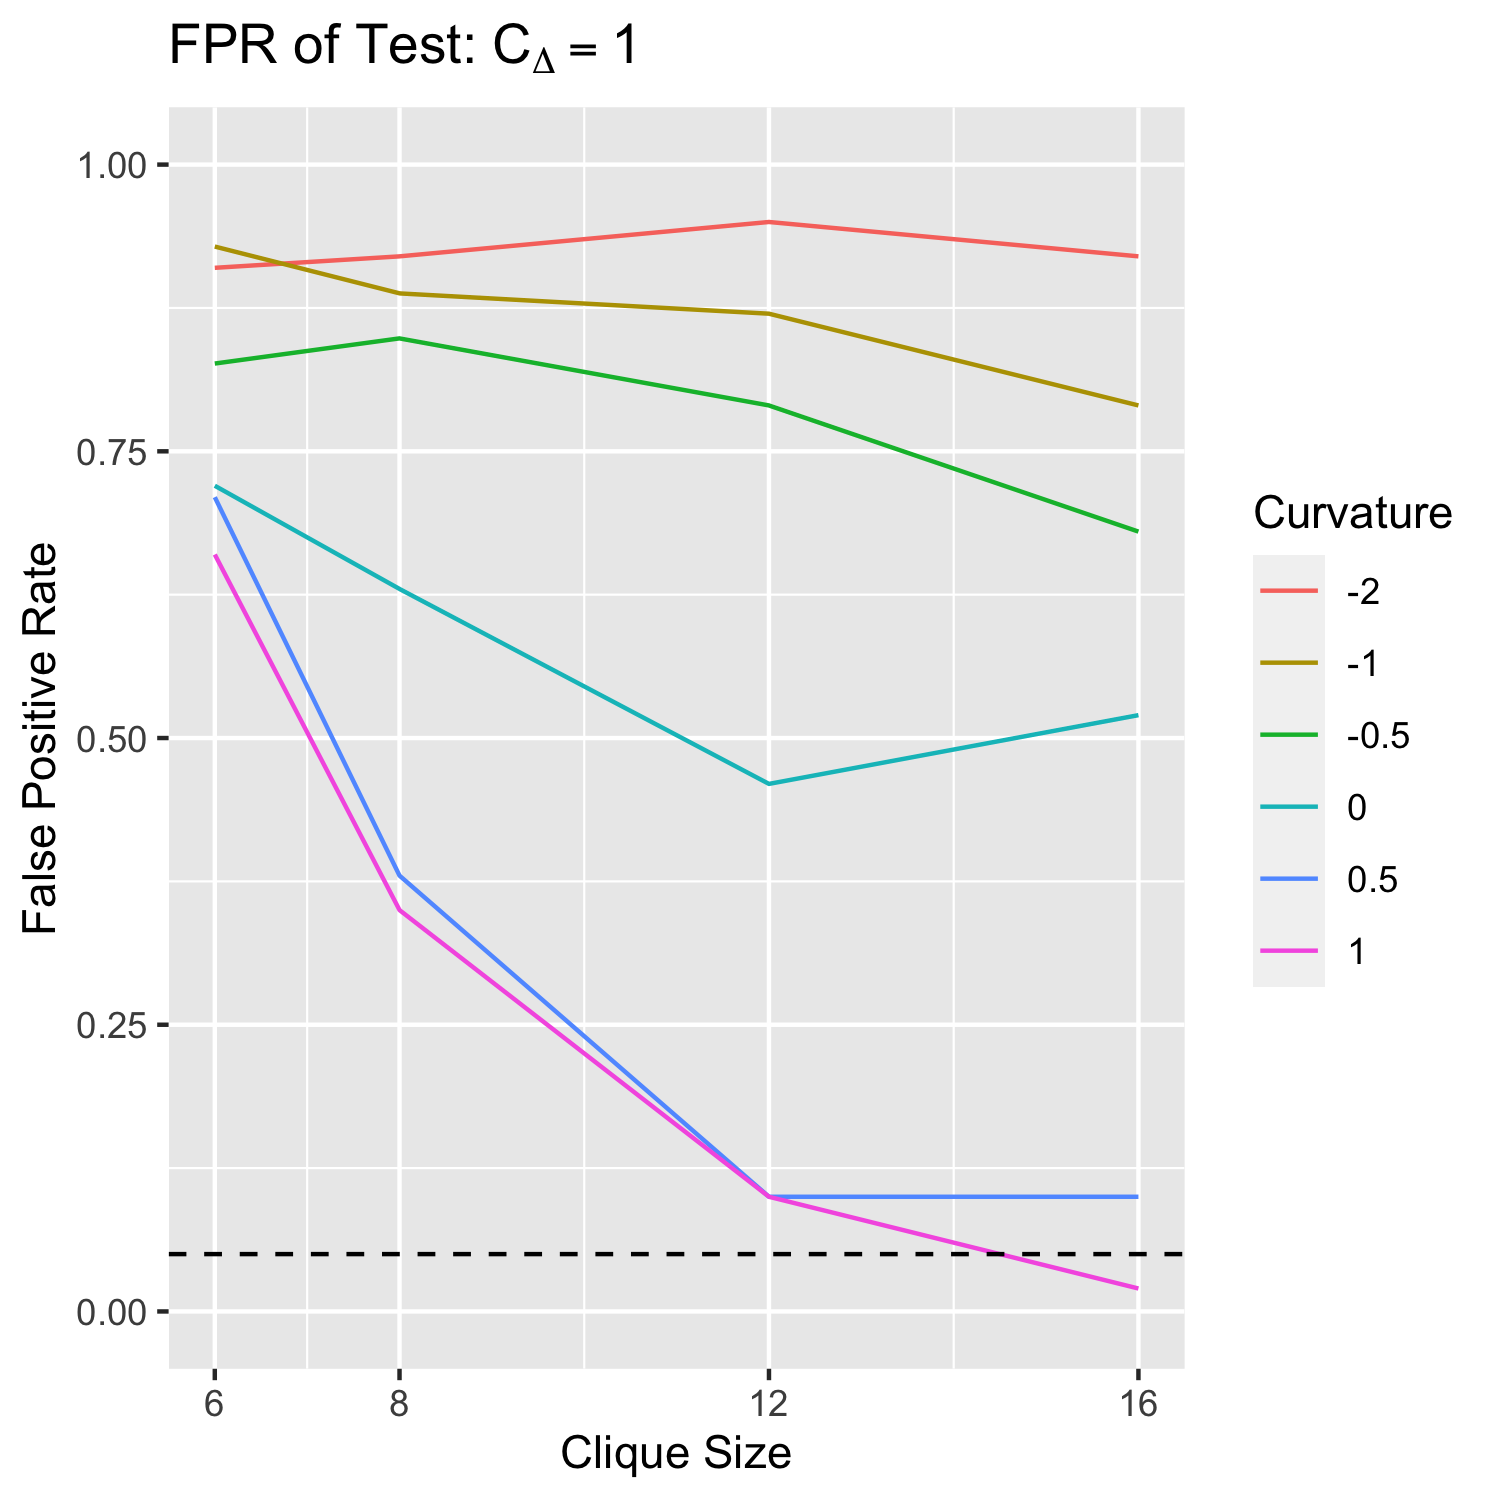 FPR of Test: C_Δ = 1
1.00
0.75
0.50
0.25
0.00
False Positive Rate
6 8 12 16
Clique Size
Curvature
-2
-1
-0.5
0
0.5
1